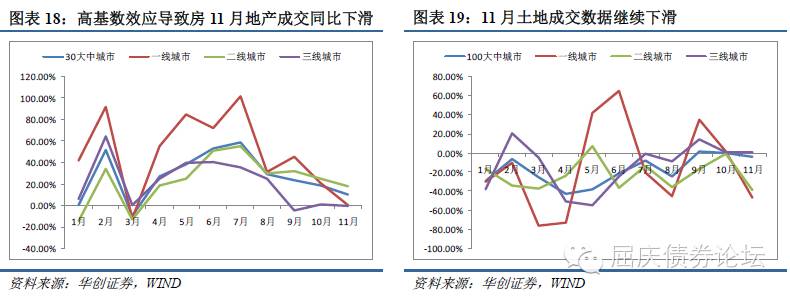 图表 18：高基数效应导致房 11 月地产成交同比下滑
30大中城市 一线城市 二线城市 三线城市
120.00%
100.00%
80.00%
60.00%
40.00%
20.00%
0.00%
-20.00%
-40.00%
1月 2月 3月 4月 5月 6月 7月 8月 9月 10月 11月
资料来源：华创证券，WIND
图表 19：11 月土地成交数据继续下滑
100大中城市 一线城市 二线城市 三线城市
80.00%
60.00%
40.00%
20.00%
0.00%
-20.00%
-40.00%
-60.00%
-80.00%
-100.00%
1月 2月 3月 4月 5月 6月 7月 8月 9月 10月 11月
资料来源：华创证券，WIND
屈庆债券论坛